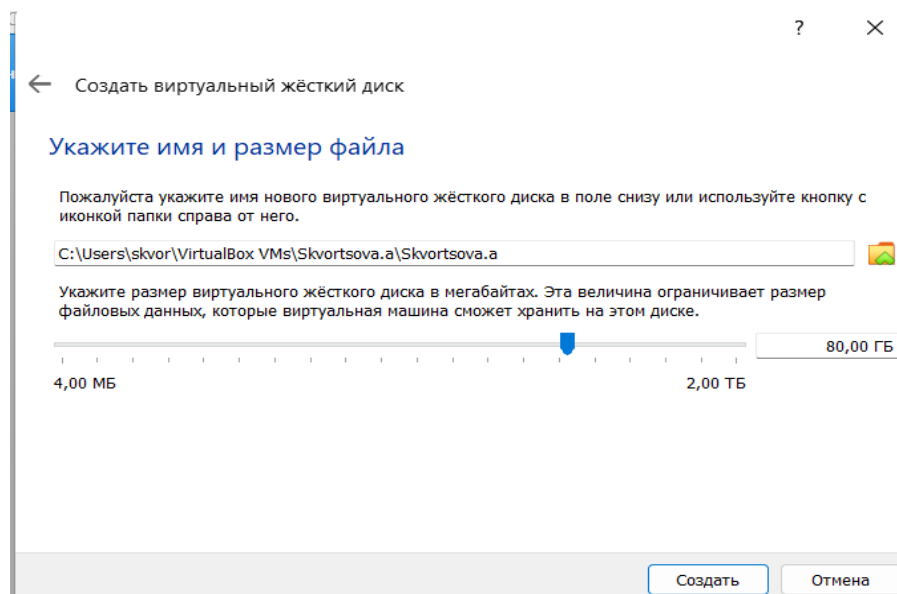 ?
Создать виртуальный жёсткий диск
Укажите имя и размер файла
Пожалуйста укажите имя нового виртуального жёсткого диска в поле снизу или используйте кнопку с
иконкой папки справа от него.
C:\Users\skvor\VirtualBox VMs\Skvortsova.a\Skvortsova.a
Укажите размер виртуального жёсткого диска в мегабайтах. Эта величина ограничивает размер
файловых данных, которые виртуальная машина сможет хранить на этом диске.
80,00 ГБ
4,00 МБ 2,00 ТБ
Создать Отмена